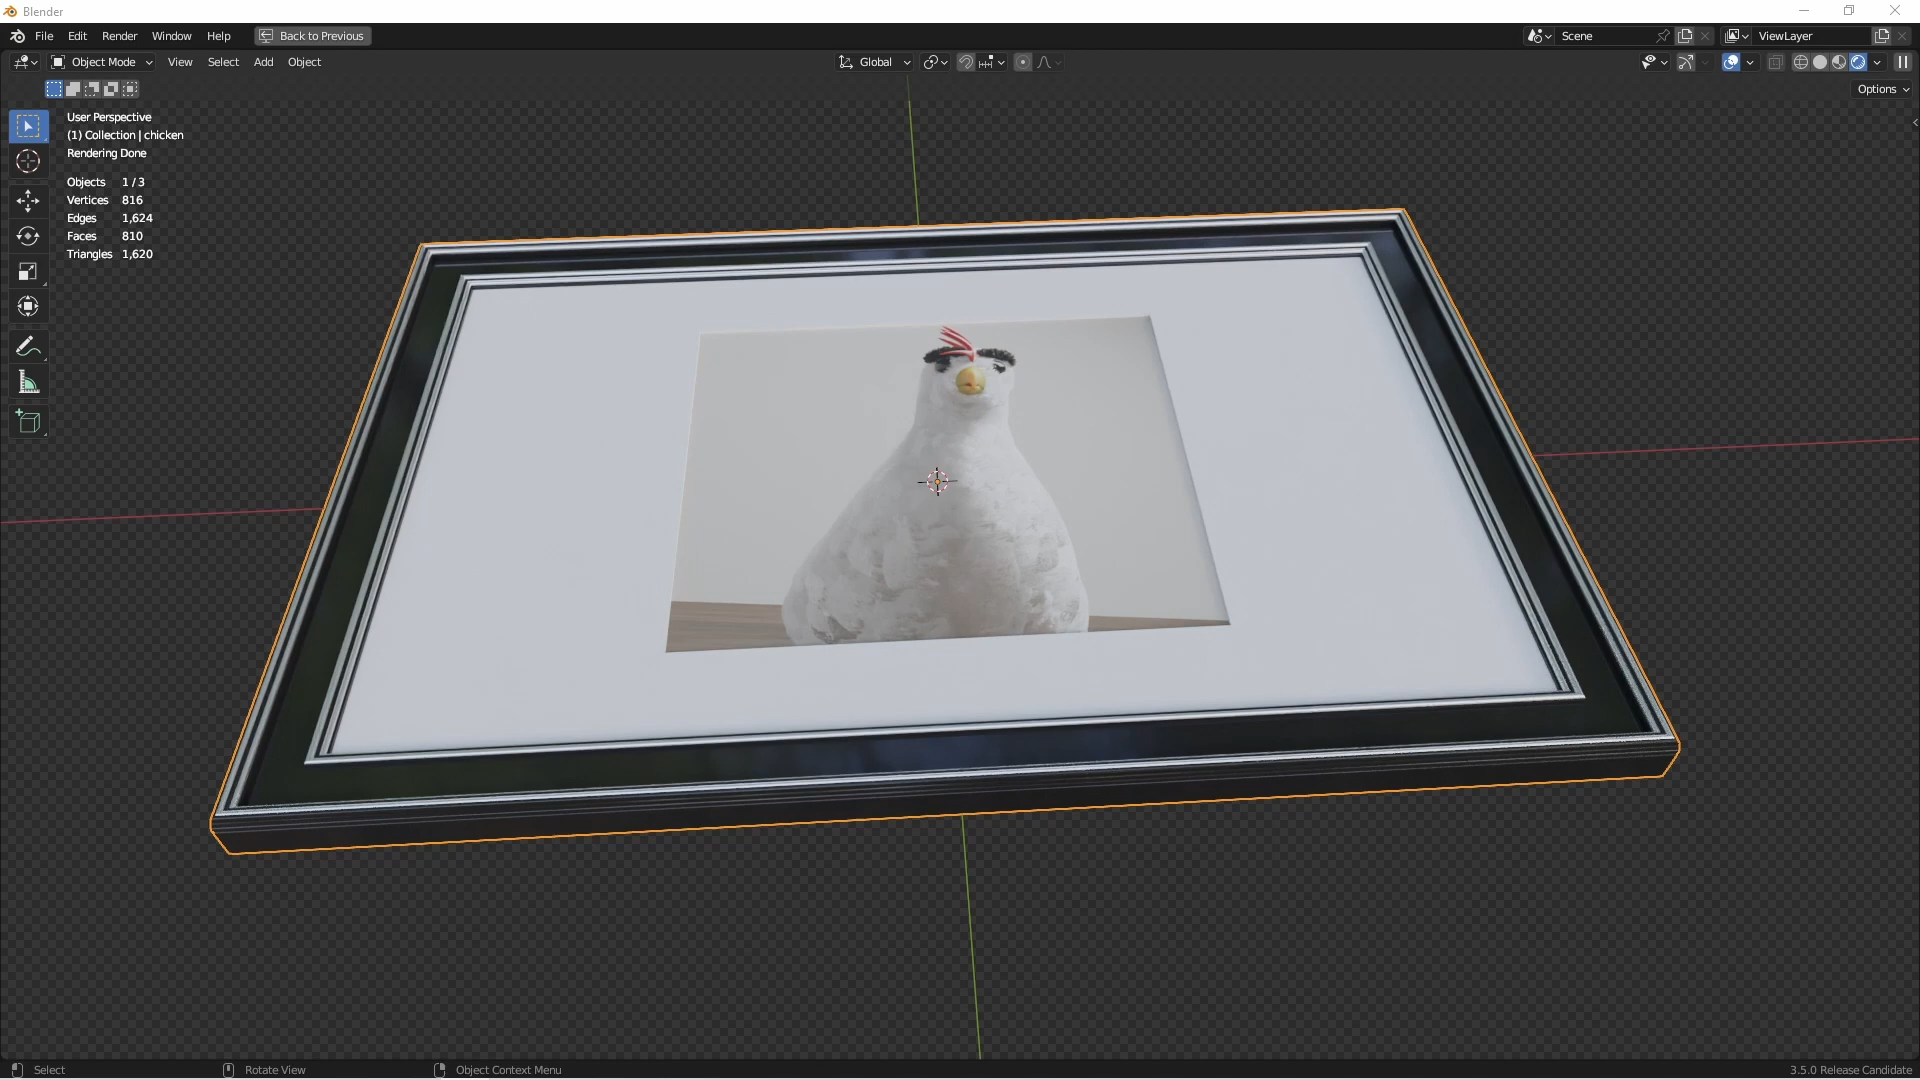 Blender
File Edit Render Window Help Back to Previous Scene ViewLayer
Object Mode View Select Add Object Global
Options
User Perspective
(1) Collection | chicken
Rendering Done
Objects 1 / 3
Vertices 816
Edges 1,624
Faces 810
Triangles 1,620
Select Rotate View Object Context Menu 3.5.0 Release Candidate